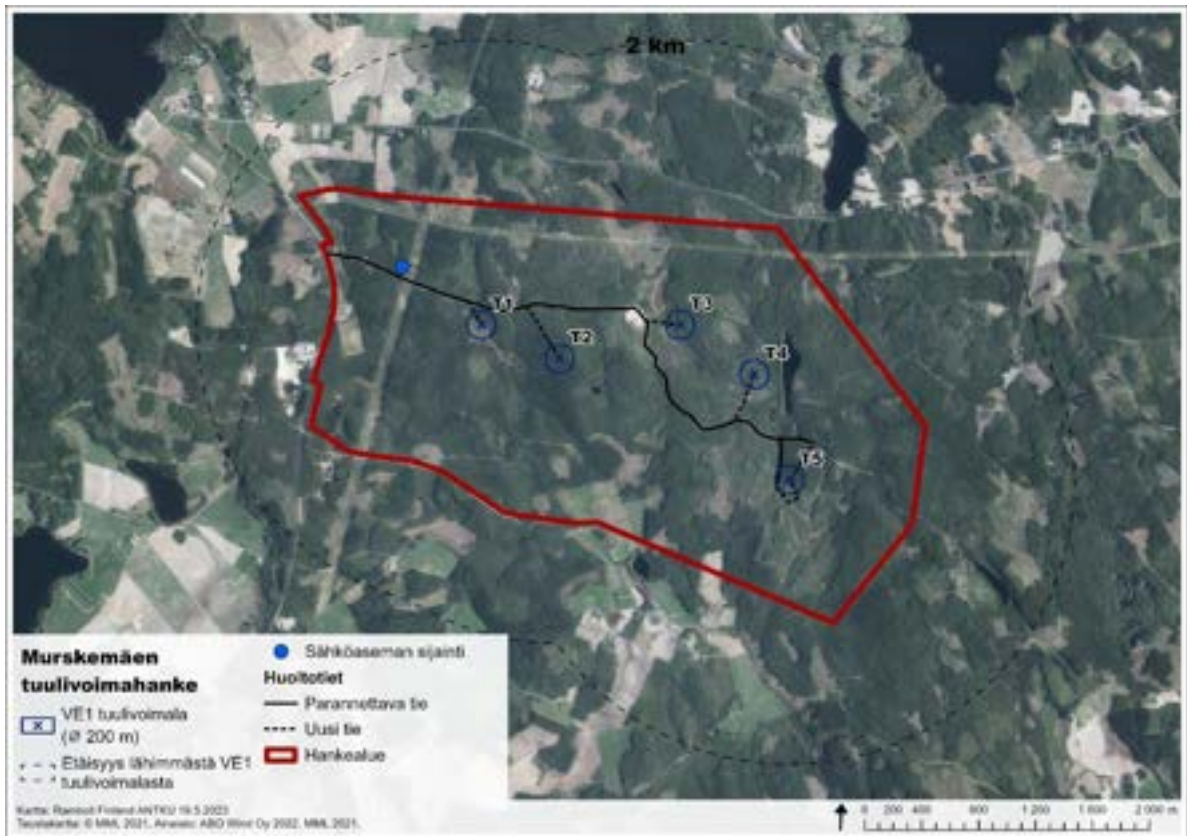 2 km
T1
T2
T3
T4
T5
Murskemäen
tuulivoimahanke
VE1 tuulivoimala
(Ø 200 m)
Etäisyys lähimmästä VE1
tuulivoimalasta
Sähköaseman sijainti
Huoltotiet
Parannettava tie
Uusi tie
Hankealue
Kartta: Ramboll Finland ANTKU 19.5.2023
Taustakartta: © MML 2021, Aineisto: ABO Wind Oy 2022, MML 2021.
0 200 400 800 1 200 1 600 2 000 m